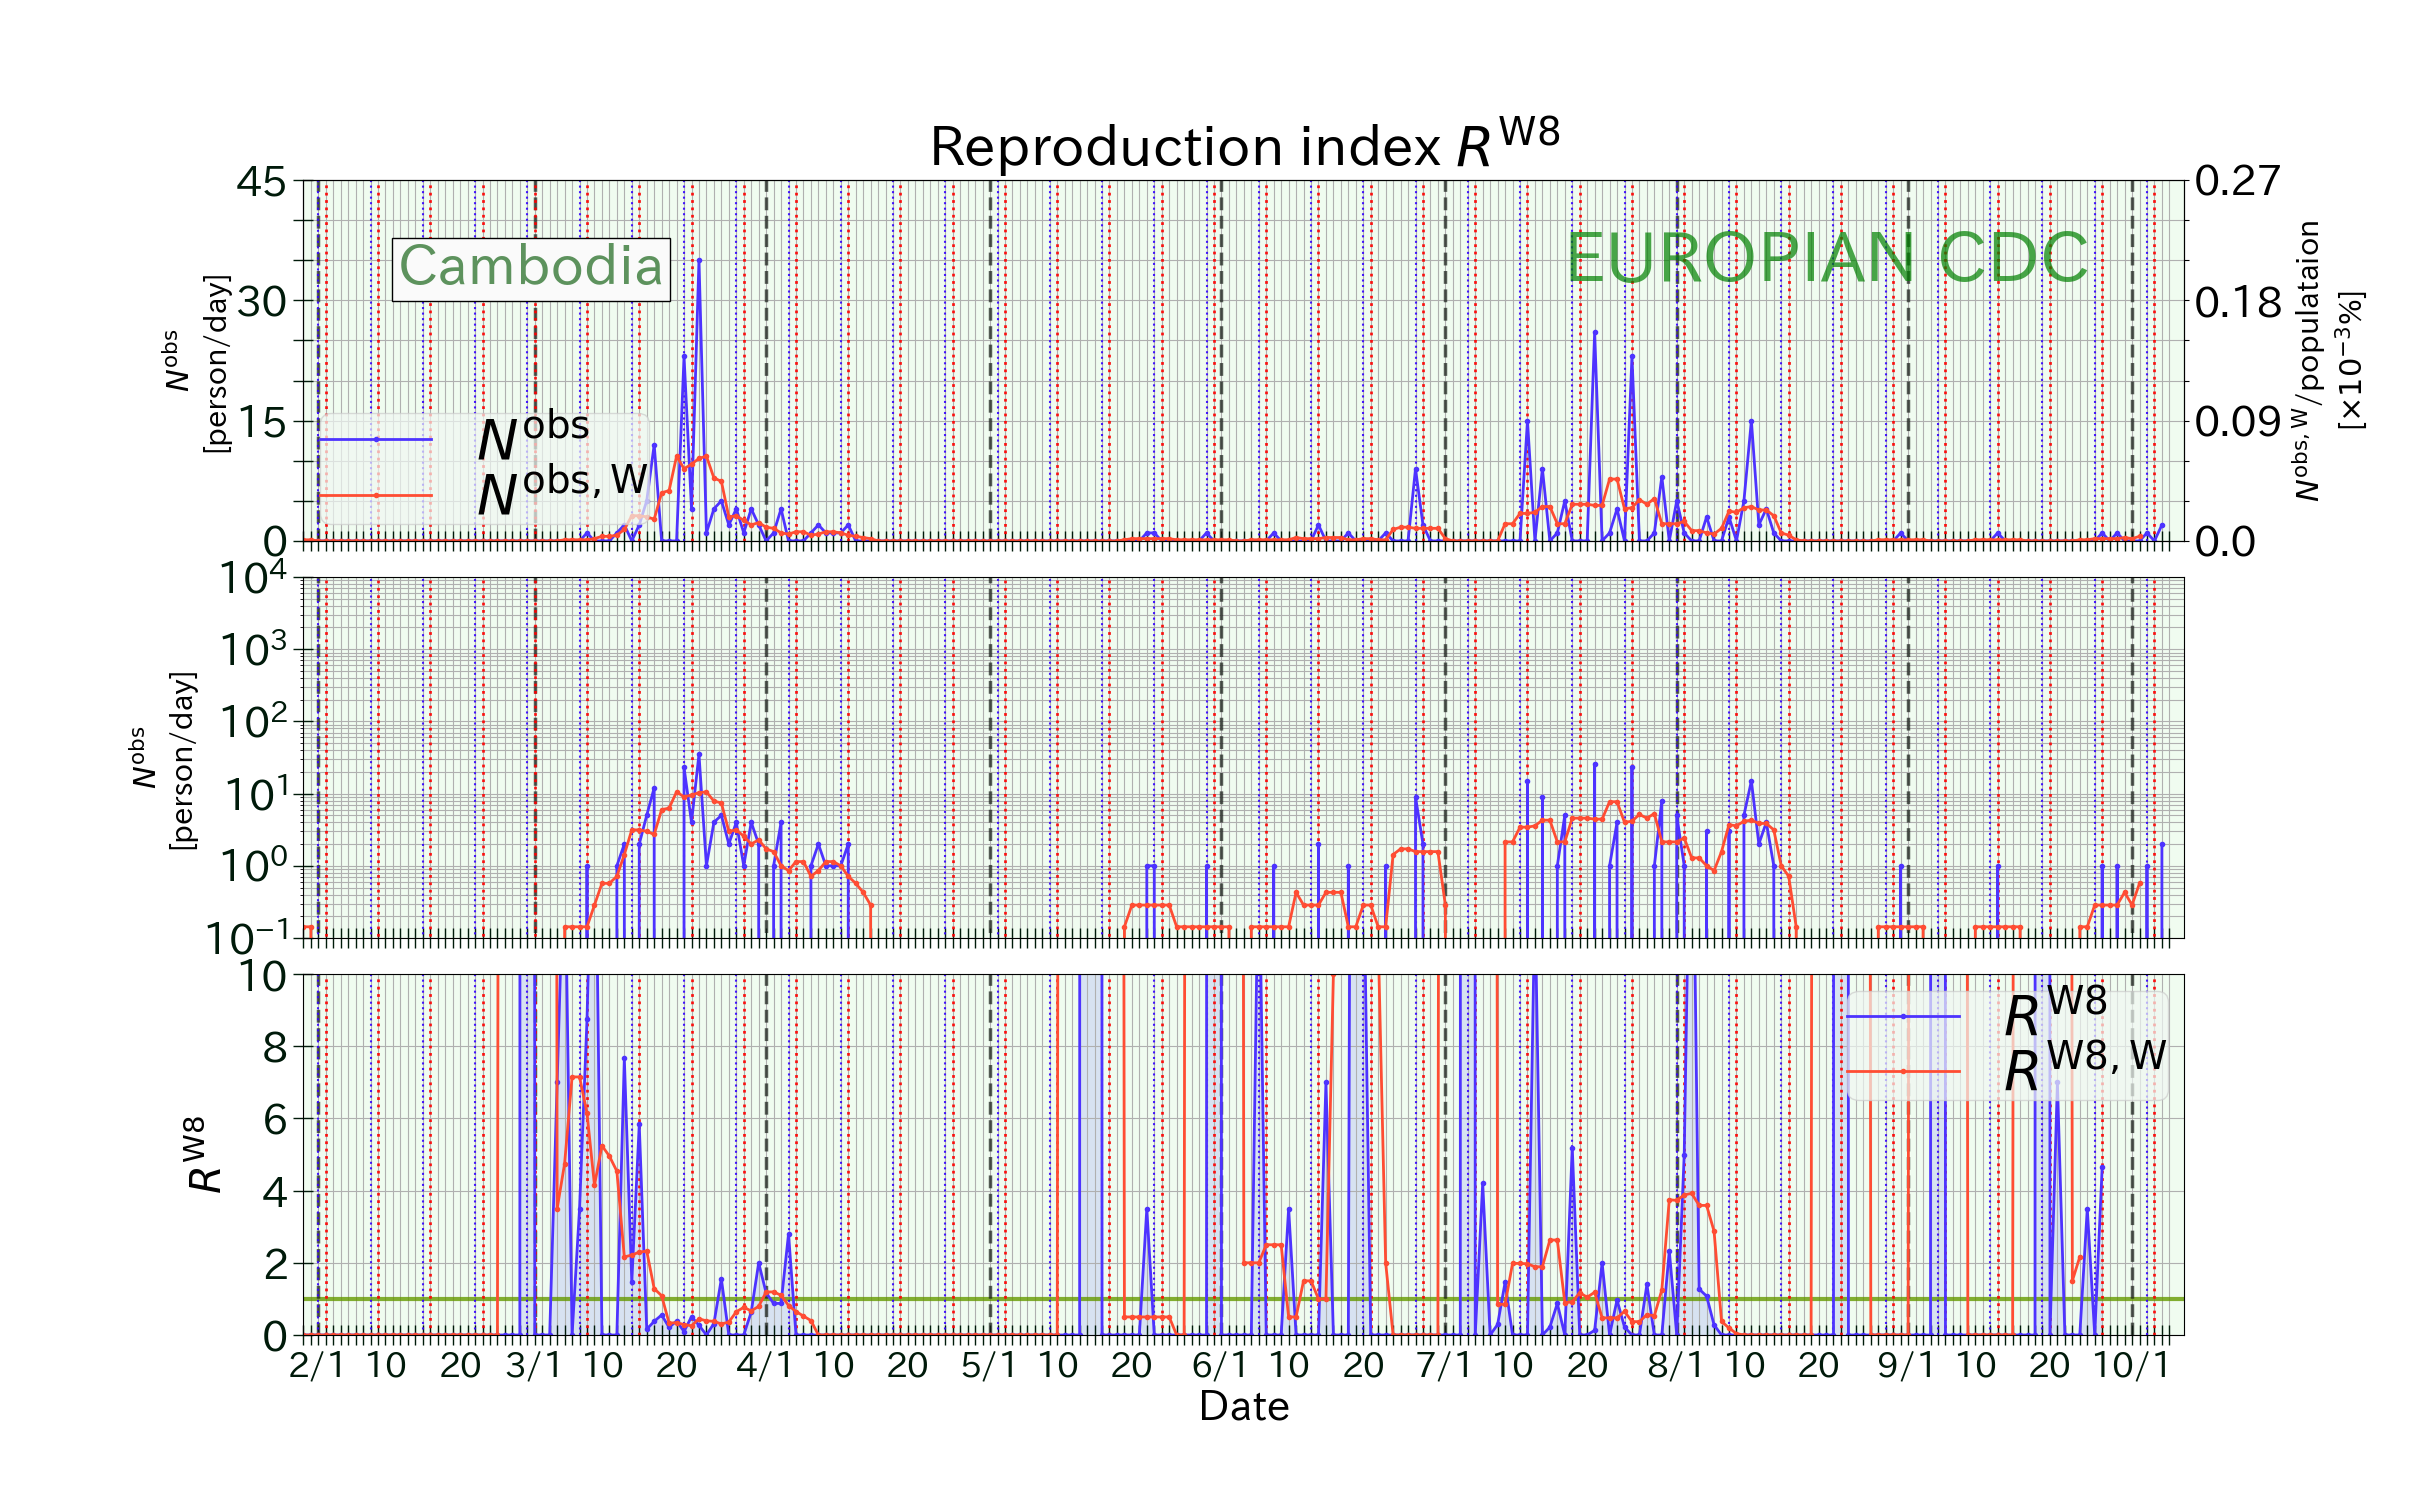 Reproduction index R^W8
45
30
15
0
N^obs
[person/day]
Cambodia
EUROPIAN CDC
N^obs
N^obs, W
0.27
0.18
0.09
0.0
N^obs, W/populataion
[×10^−3%]
10^4
10^3
10^2
10^1
10^0
10^−1
N^obs
[person/day]
10
8
6
4
2
0
R^W8
R^W8
R^W8, W
2/1 10 20 3/1 10 20 4/1 10 20 5/1 10 20 6/1 10 20 7/1 10 20 8/1 10 20 9/1 10 20 10/1
Date